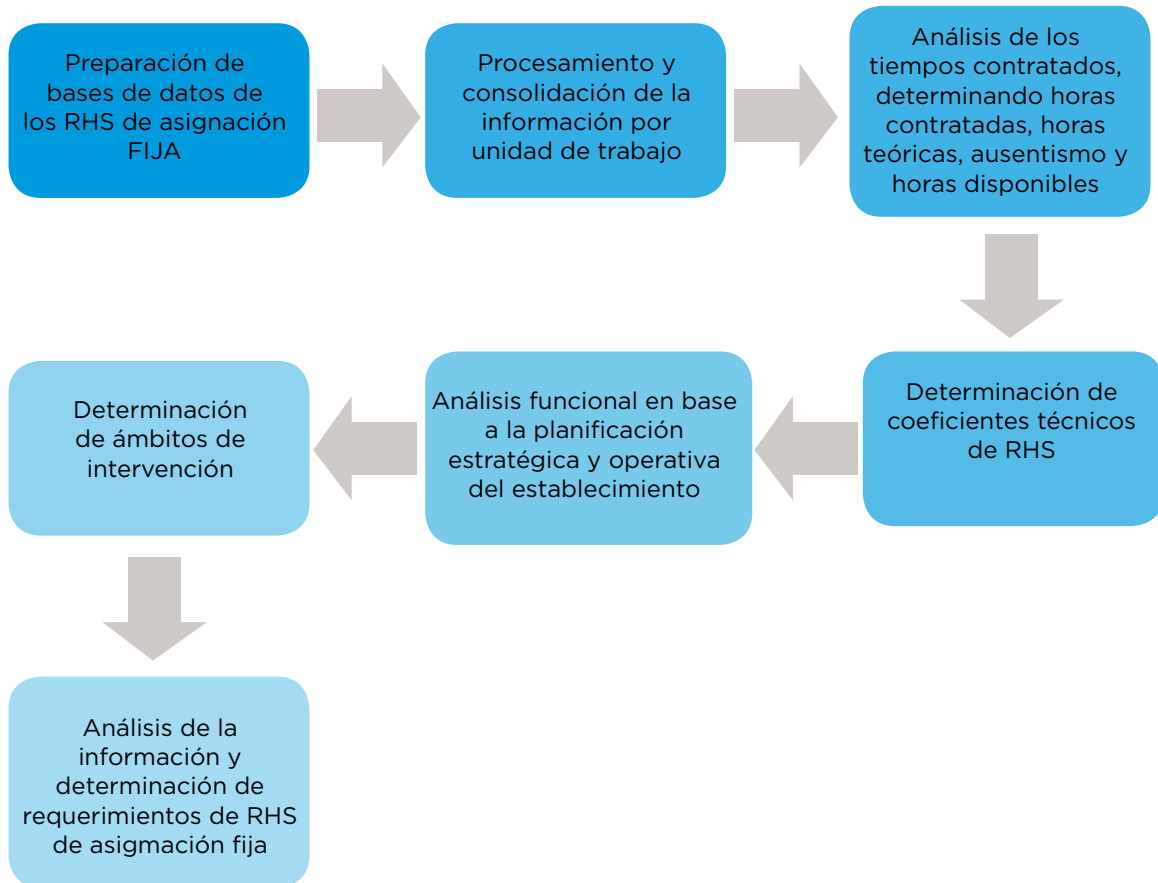 Preparación de
bases de datos de
los RHS de asignación
FIJA
Procesamiento y
consolidación de la
información por
unidad de trabajo
Análisis de los
tiempos contratados,
determinando horas
contratadas, horas
teóricas, ausentismo y
horas disponibles
Determinación de
coeficientes técnicos
de RHS
Análisis funcional en base
a la planificación
estratégica y operativa
del establecimiento
Determinación
de ámbitos de
intervención
Análisis de la
información y
determinación de
requerimientos de RHS
de asigmación fija